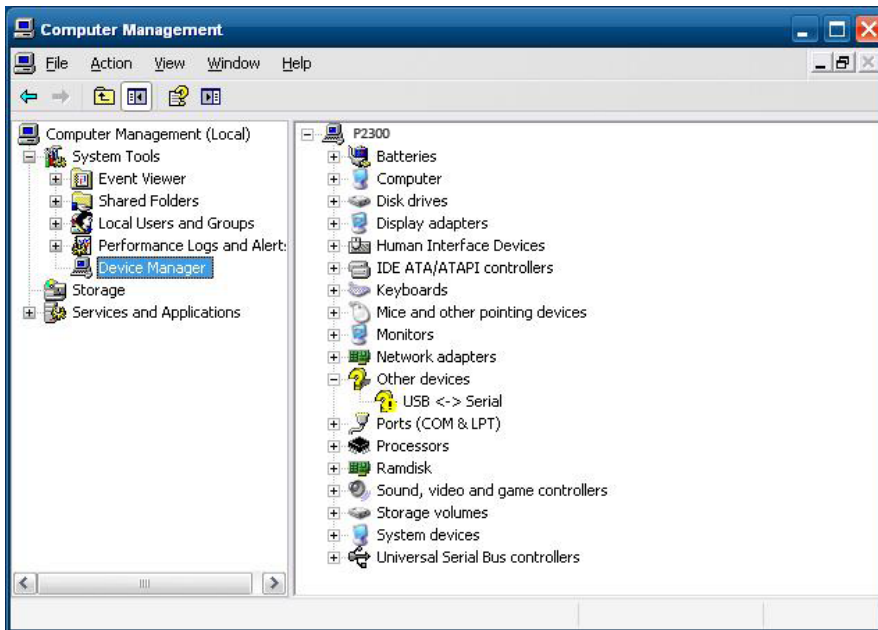 Computer Management
File Action View Window Help
Computer Management (Local)
System Tools
Event Viewer
Shared Folders
Local Users and Groups
Performance Logs and Alert:
Device Manager
Storage
Services and Applications
P2300
Batteries
Computer
Disk drives
Display adapters
Human Interface Devices
IDE ATA/ATAPI controllers
Keyboards
Mice and other pointing devices
Monitors
Network adapters
Other devices
USB <-> Serial
Ports (COM & LPT)
Processors
Ramdisk
Sound, video and game controllers
Storage volumes
System devices
Universal Serial Bus controllers